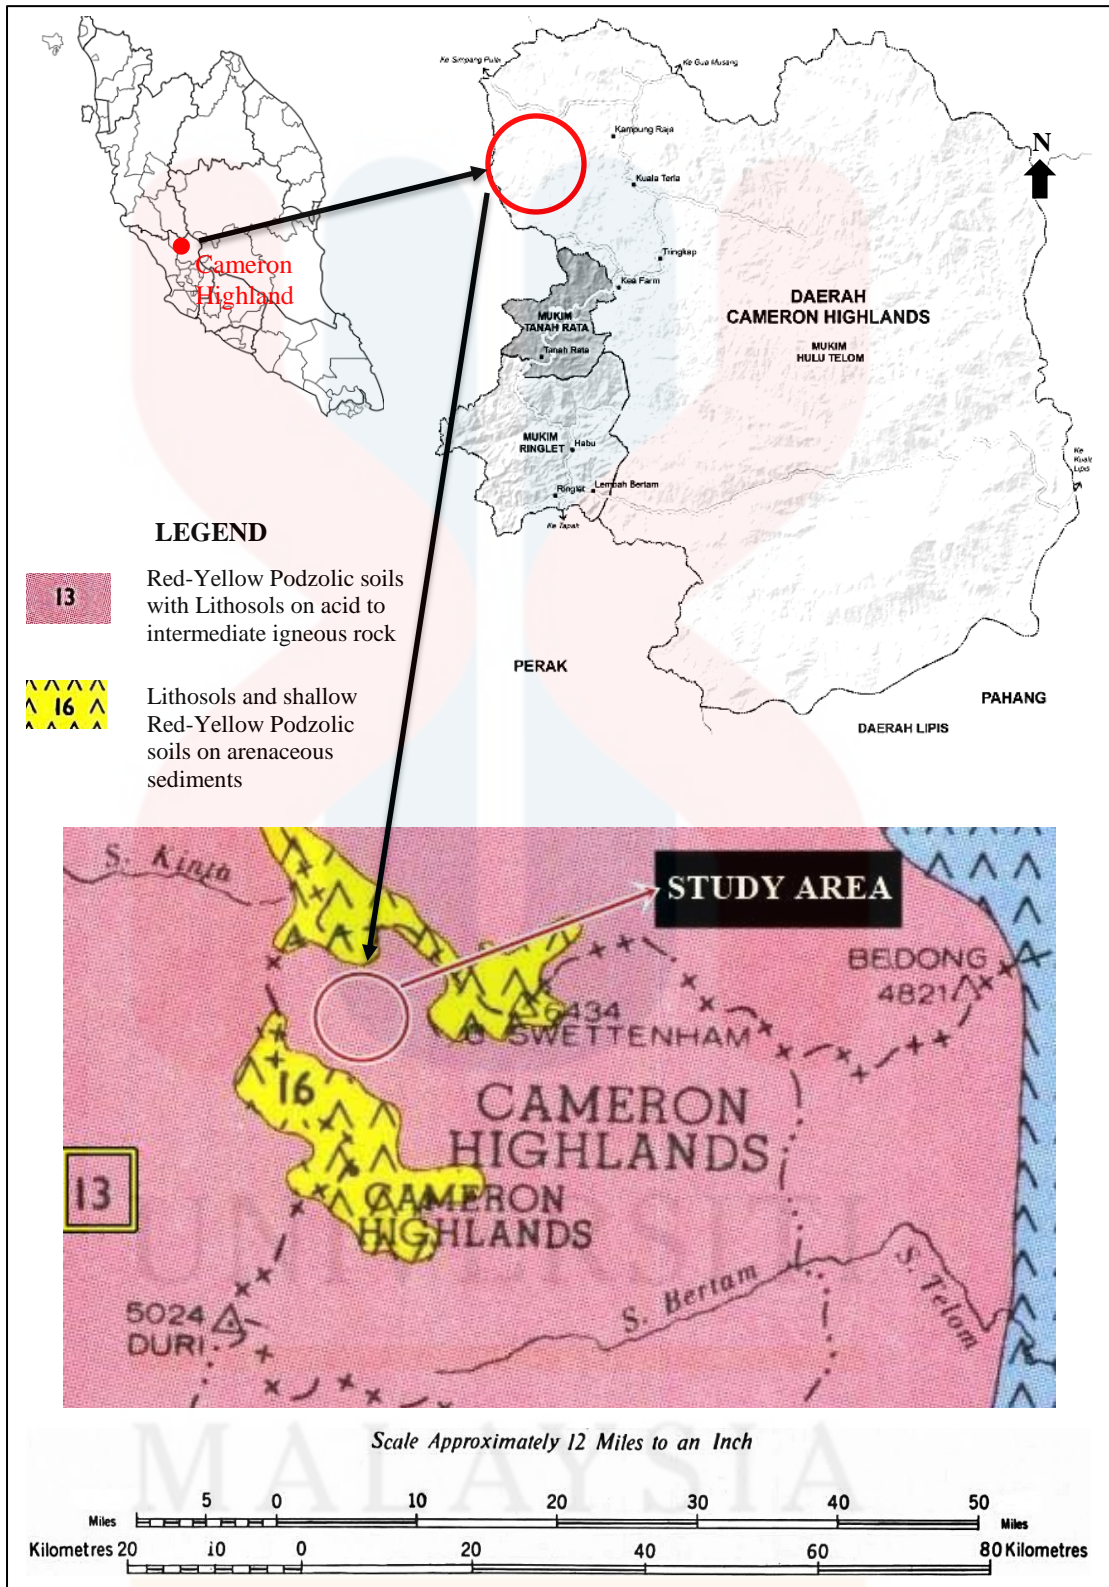 Ke Simpang Pulai
Ke Gua Musang
Kampung Raja
N
Kuala Terla
Cameron
Highland
Tringkap
Kea Farm
DAERAH
CAMERON HIGHLANDS
MUKIM
HULU TELOM
MUKIM
TANAH RATA
Tanah Rata
MUKIM
RINGLET
Habu
Ke
Kuala
Lipis
Ringlet
Lembah Bertam
Ke Tapah
LEGEND
13
Red-Yellow Podzolic soils
with Lithosols on acid to
intermediate igneous rock
PERAK
PAHANG
DAERAH LIPIS
16
Lithosols and shallow
Red-Yellow Podzolic
soils on arenaceous
sediments
S. Kinta
STUDY AREA
BEDONG
4821
6434
G SWETTENHAM
16
CAMERON
HIGHLANDS
13
CAMERON
HIGHLANDS
UNIVERSITI
5024
DURI
S. Bertam
S. Telom
MALAYSIA
Scale Approximately 12 Miles to an Inch
5 0 10 20 30 40 50
Miles Miles
Kilometres 20 10 0 20 40 60 80 Kilometres